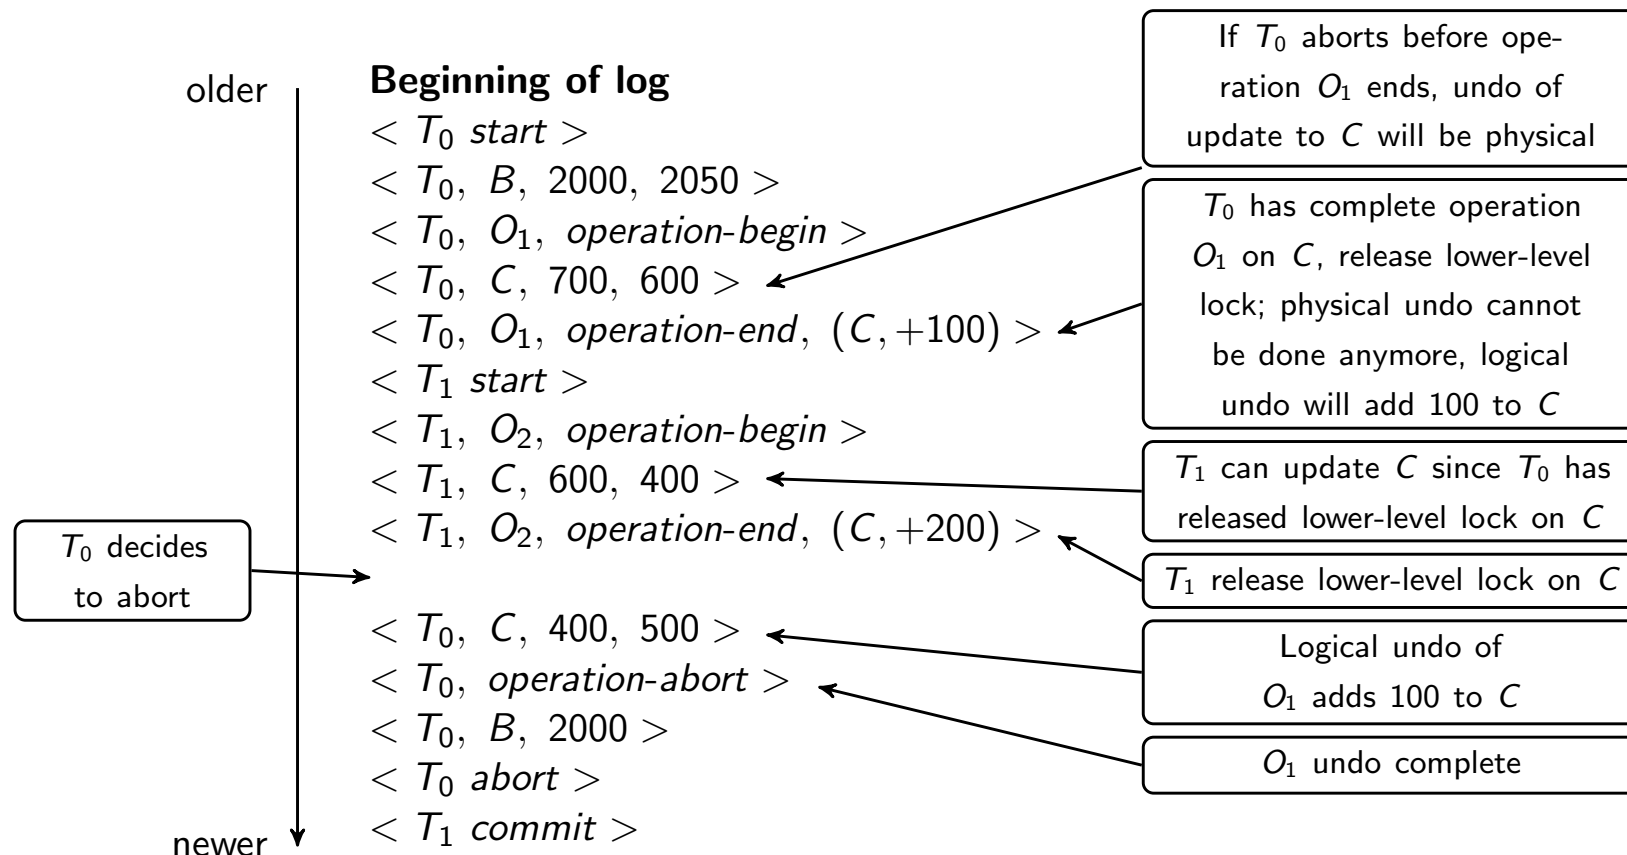 older
Beginning of log
< T₀ start >
< T₀, B, 2000, 2050 >
< T₀, O₁, operation-begin >
< T₀, C, 700, 600 >
< T₀, O₁, operation-end, (C, +100) >
< T₁ start >
< T₁, O₂, operation-begin >
< T₁, C, 600, 400 >
< T₁, O₂, operation-end, (C, +200) >
T₀ decides
to abort
< T₀, C, 400, 500 >
< T₀, operation-abort >
< T₀, B, 2000 >
< T₀ abort >
< T₁ commit >
newer
If T₀ aborts before ope-
ration O₁ ends, undo of
update to C will be physical
T₀ has complete operation
O₁ on C, release lower-level
lock; physical undo cannot
be done anymore, logical
undo will add 100 to C
T₁ can update C since T₀ has
released lower-level lock on C
T₁ release lower-level lock on C
Logical undo of
O₁ adds 100 to C
O₁ undo complete